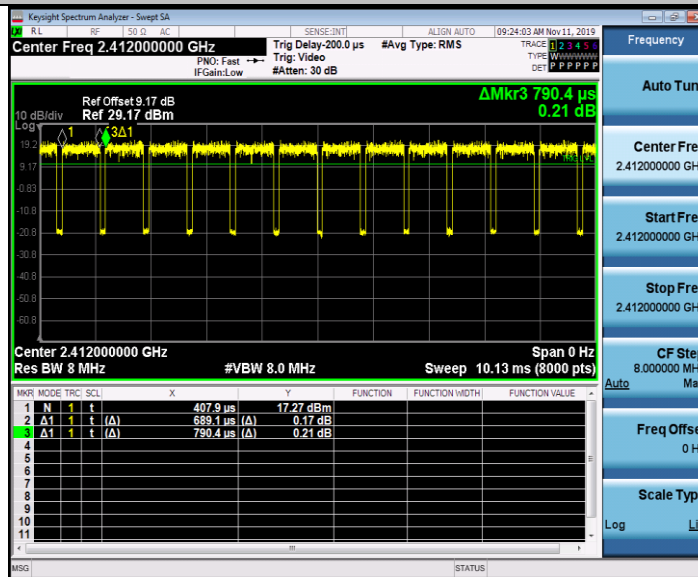 Keysight Spectrum Analyzer - Swept SA
RL RF 50 Ω AC SENSE:INT ALIGN AUTO 09:24:03 AM Nov 11, 2019
Center Freq 2.412000000 GHz
PNO: Fast
IFGain:Low
Trig Delay-200.0 µs
Trig: Video
#Atten: 30 dB
#Avg Type: RMS
TRACE 1 2 3 4 5 6
TYPE W
DET P P P P P P
ΔMkr3 790.4 µs
0.21 dB
10 dB/div
Log
Ref Offset 9.17 dB
Ref 29.17 dBm
1
3Δ1
19.2
9.17
-0.83
-10.8
-20.8
-30.8
-40.8
-50.8
-60.8
Center 2.412000000 GHz Span 0 Hz
Res BW 8 MHz #VBW 8.0 MHz Sweep 10.13 ms (8000 pts)
MKR MODE TRC SCL X Y FUNCTION FUNCTION WIDTH FUNCTION VALUE
1 N 1 t 407.9 µs 17.27 dBm
2 Δ1 1 t (Δ) 689.1 µs (Δ) 0.17 dB
3 Δ1 1 t (Δ) 790.4 µs (Δ) 0.21 dB
4
5
6
7
8
9
10
11
MSG STATUS
Frequency
Auto Tun
Center Fre
2.412000000 GH
Start Fre
2.412000000 GH
Stop Fre
2.412000000 GH
CF Ste
8.000000 MH
Auto Ma
Freq Offse
0 H
Scale Typ
Log Li